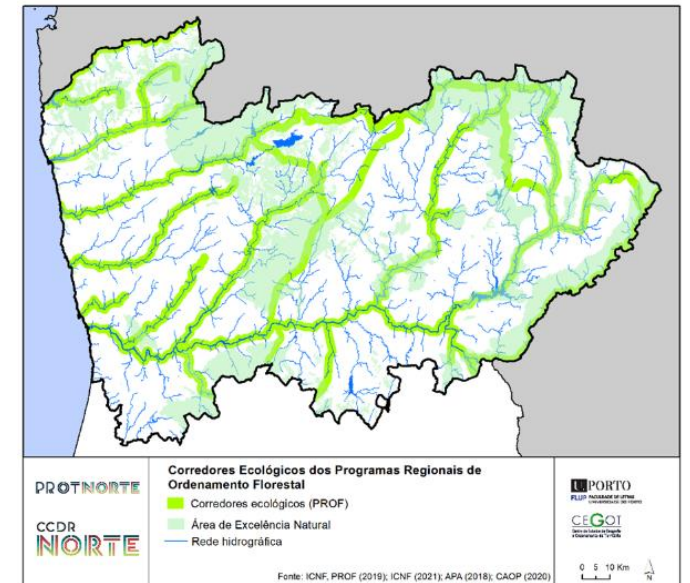 PROTNORTE
CCDR
NORTE
Corredores Ecológicos dos Programas Regionais de
Ordenamento Florestal
Corredores ecológicos (PROF)
Área de Excelência Natural
Rede hidrográfica
Fonte: ICNF, PROF (2019); ICNF (2021); APA (2018); CAOP (2020)
U.PORTO
FLUP FACULDADE DE LETRAS
UNIVERSIDADE DO PORTO
CEGOT
0 5 10 Km
N